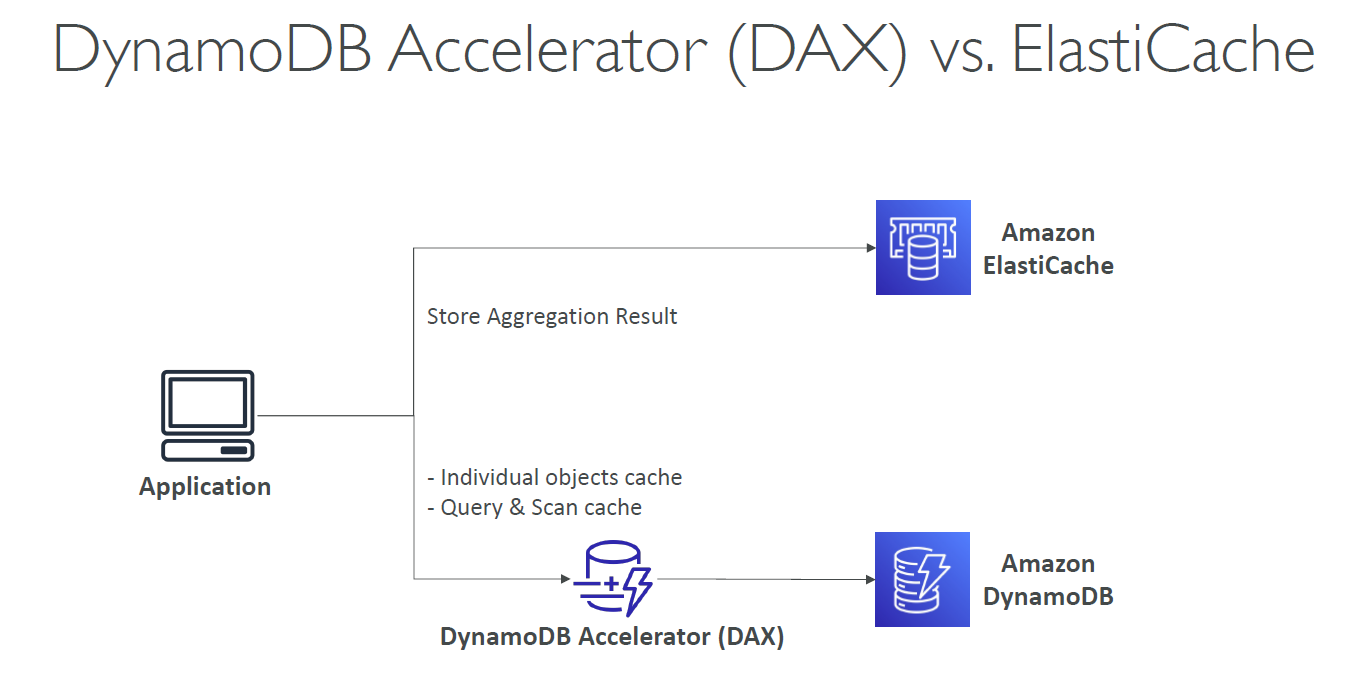 DynamoDB Accelerator (DAX) vs. ElastiCache
Amazon
ElastiCache
Store Aggregation Result
Application
- Individual objects cache
- Query & Scan cache
Amazon
DynamoDB
DynamoDB Accelerator (DAX)